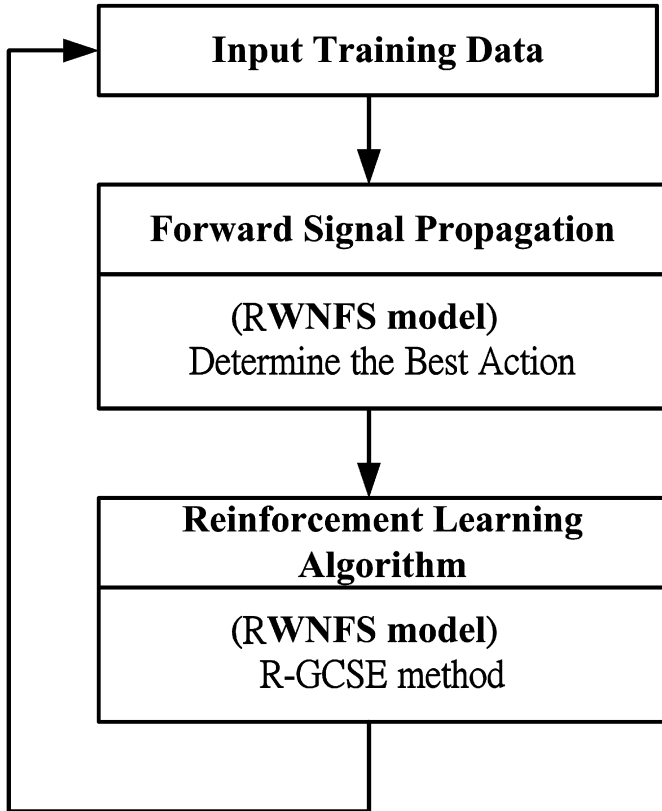 Input Training Data
Forward Signal Propagation
(RWNFS model)
Determine the Best Action
Reinforcement Learning
Algorithm
(RWNFS model)
R-GCSE method